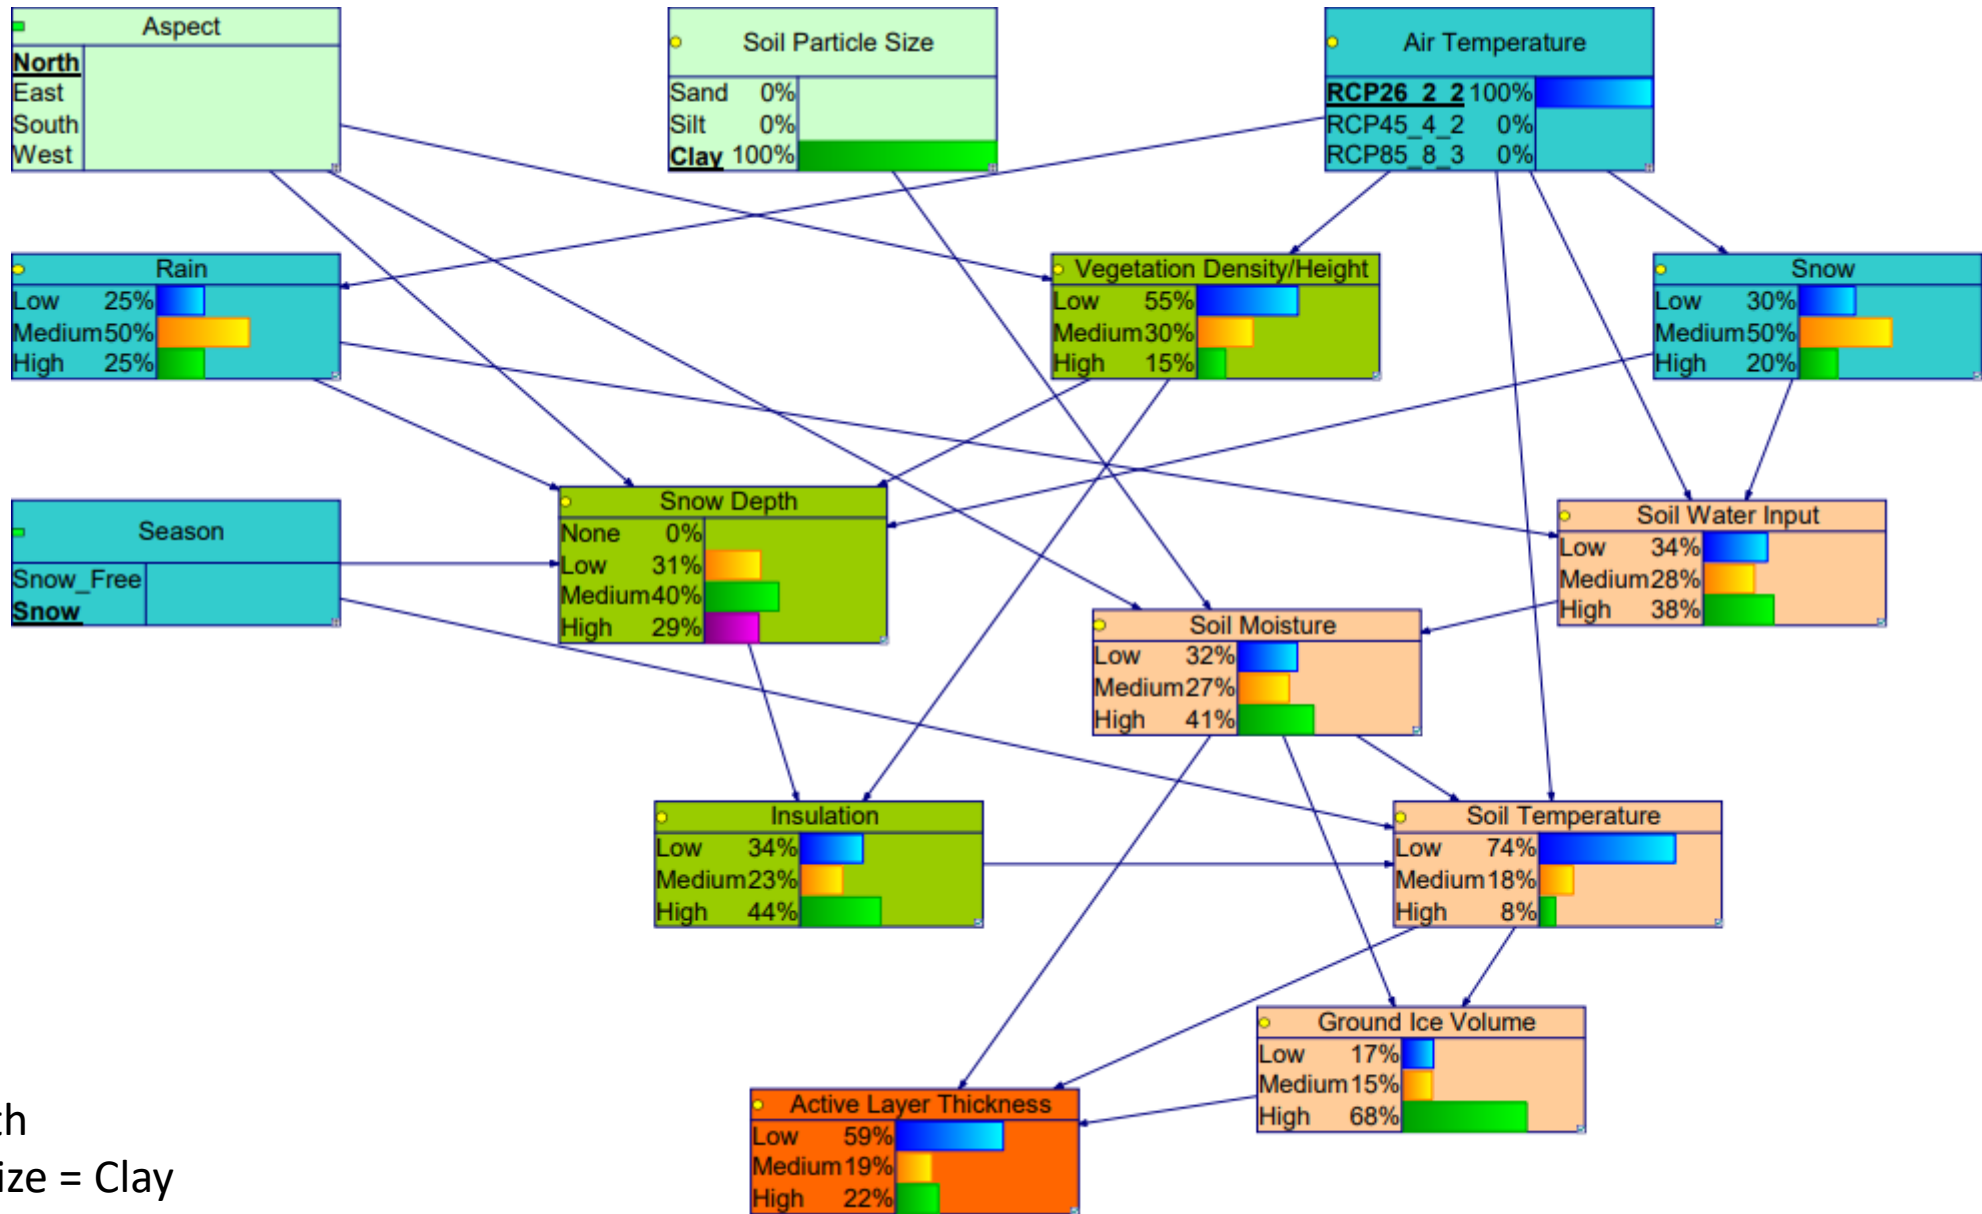 Aspect
North
East
South
West
Soil Particle Size
Sand 0%
Silt 0%
Clay 100%
Air Temperature
RCP26_2_2 100%
RCP45_4_2 0%
RCP85_8_3 0%
Rain
Low 25%
Medium 50%
High 25%
Vegetation Density/Height
Low 55%
Medium 30%
High 15%
Snow
Low 30%
Medium 50%
High 20%
Season
Snow_Free
Snow
Snow Depth
None 0%
Low 31%
Medium 40%
High 29%
Soil Water Input
Low 34%
Medium 28%
High 38%
Soil Moisture
Low 32%
Medium 27%
High 41%
Insulation
Low 34%
Medium 23%
High 44%
Soil Temperature
Low 74%
Medium 18%
High 8%
Ground Ice Volume
Low 17%
Medium 15%
High 68%
Active Layer Thickness
Low 59%
Medium 19%
High 22%
th
ize = Clay